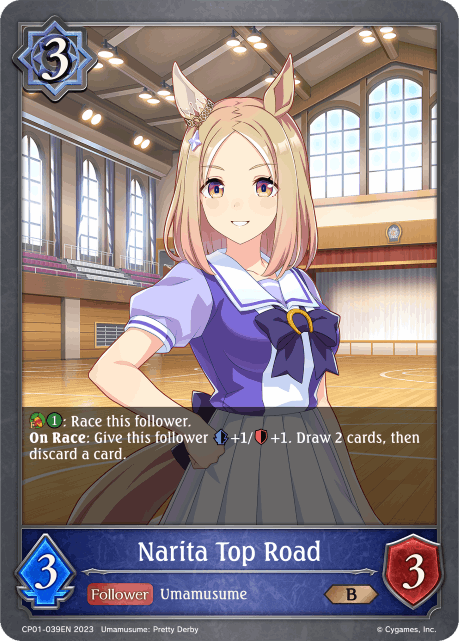 3
1: Race this follower.
On Race: Give this follower +1/+1. Draw 2 cards, then
discard a card.
Narita Top Road
3
Follower Umamusume
B
3
CP01-039EN 2023 Umamusume: Pretty Derby
© Cygames, Inc.